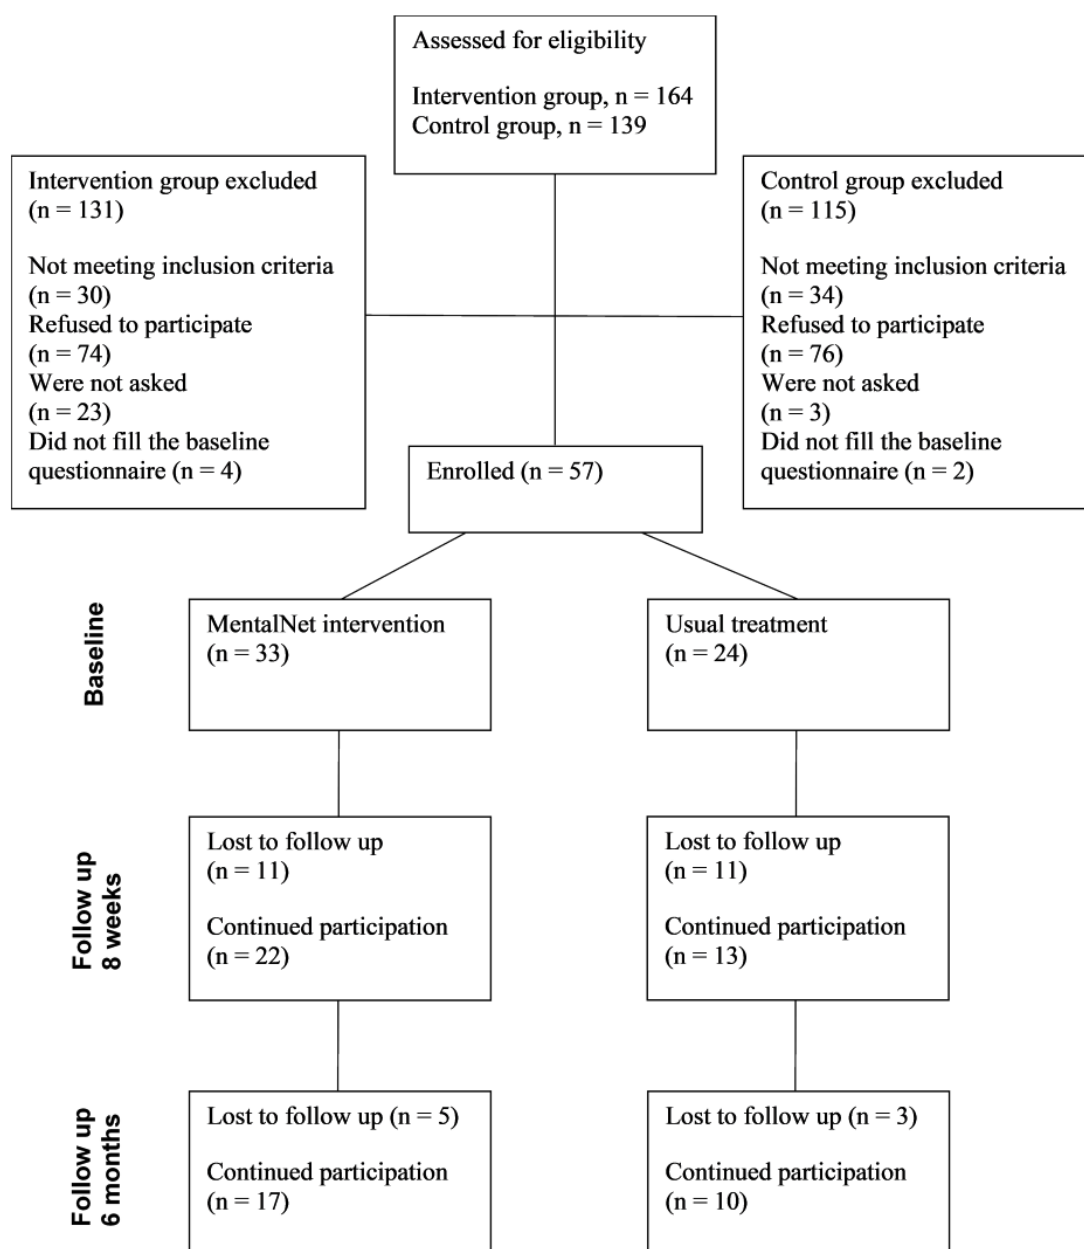 Assessed for eligibility
Intervention group, n = 164
Control group, n = 139
Intervention group excluded
(n = 131)
Not meeting inclusion criteria
(n = 30)
Refused to participate
(n = 74)
Were not asked
(n = 23)
Did not fill the baseline
questionnaire (n = 4)
Control group excluded
(n = 115)
Not meeting inclusion criteria
(n = 34)
Refused to participate
(n = 76)
Were not asked
(n = 3)
Did not fill the baseline
questionnaire (n = 2)
Enrolled (n = 57)
Baseline
MentalNet intervention
(n = 33)
Usual treatment
(n = 24)
Follow up
8 weeks
Lost to follow up
(n = 11)
Continued participation
(n = 22)
Lost to follow up
(n = 11)
Continued participation
(n = 13)
Follow up
6 months
Lost to follow up (n = 5)
Continued participation
(n = 17)
Lost to follow up (n = 3)
Continued participation
(n = 10)